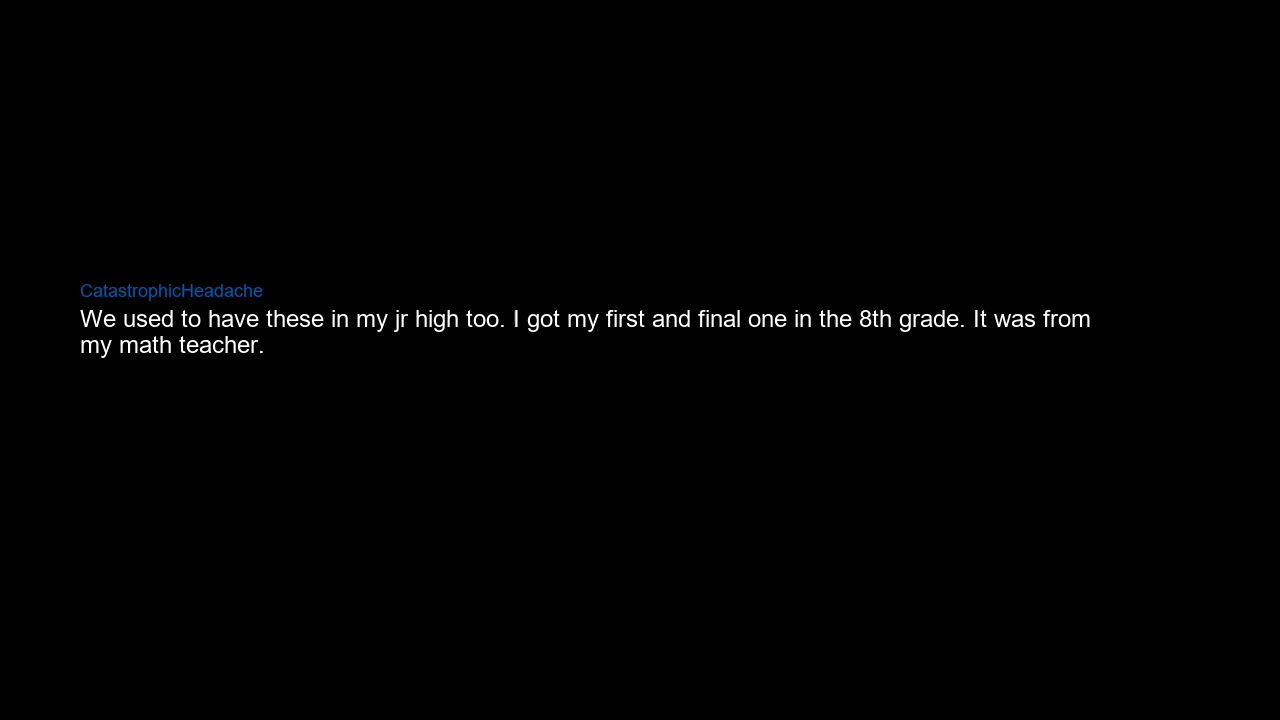 CatastrophicHeadache
We used to have these in my jr high too. I got my first and final one in the 8th grade. It was from
my math teacher.